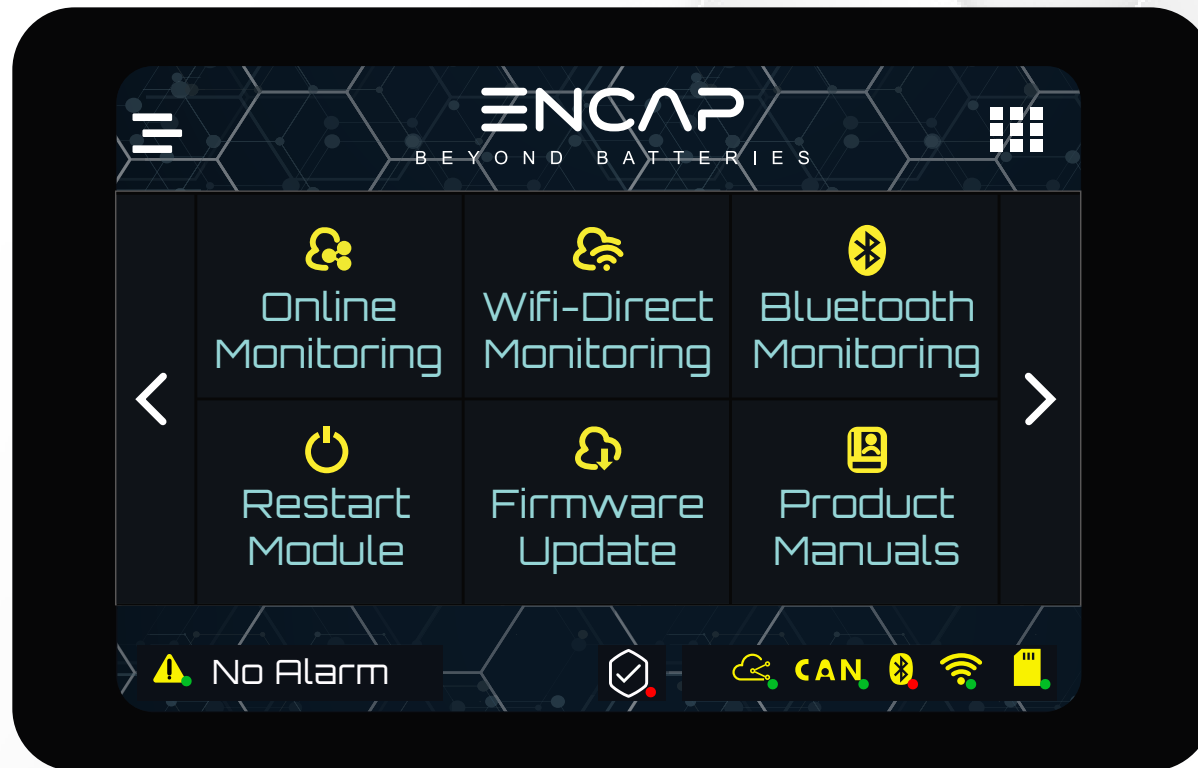 ENCAP
BEYOND BATTERIES
Online
Monitoring
Wifi-Direct
Monitoring
Bluetooth
Monitoring
Restart
Module
Firmware
Update
Product
Manuals
No Alarm
CAN